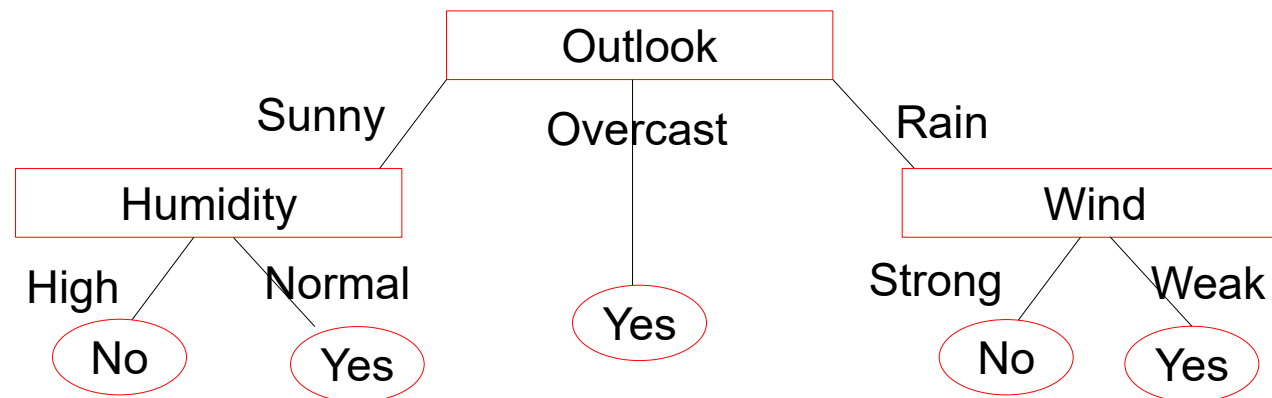 Outlook
Sunny
Overcast
Rain
Humidity
Wind
High
Normal
Strong
Weak
No
Yes
Yes
No
Yes